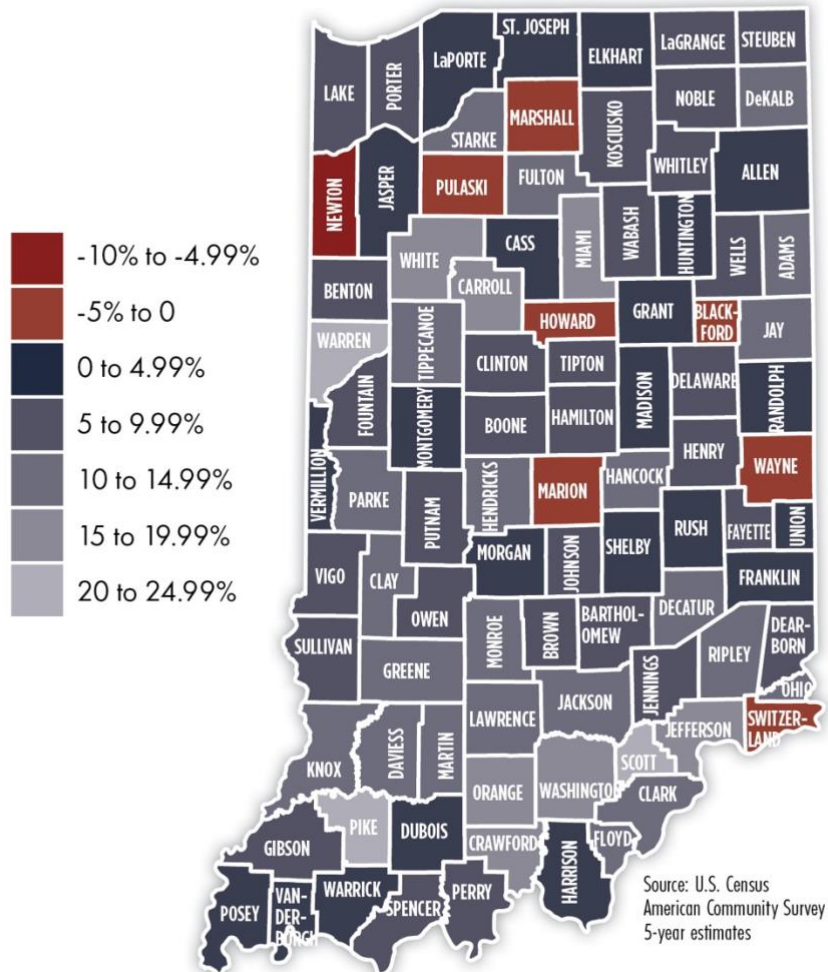 ST. JOSEPH
LaGRANGE
STEUBEN
LaPORTE
ELKHART
LAKE
PORTER
NOBLE
DeKALB
MARSHALL
KOSCIUSKO
STARKE
WHITLEY
ALLEN
NEWTON
JASPER
PULASKI
FULTON
-10% to -4.99%
-5% to 0
0 to 4.99%
5 to 9.99%
10 to 14.99%
15 to 19.99%
20 to 24.99%
WHITE
CASS
MIAMI
WABASH
HUNTINGTON
WELLS
ADAMS
BENTON
CARROLL
HOWARD
GRANT
BLACK-
FORD
JAY
WARREN
TIPPECANOE
CLINTON
TIPTON
MADISON
DELAWARE
RANDOLPH
FOUNTAIN
MONTGOMERY
BOONE
HAMILTON
HENRY
WAYNE
VERMILLION
PARKE
PUTNAM
HENDRICKS
MARION
HANCOCK
MORGAN
JOHNSON
SHELBY
RUSH
FAYETTE
UNION
VIGO
CLAY
OWEN
FRANKLIN
SULLIVAN
GREENE
MONROE
BROWN
BARTHOL-
OMEW
DECATUR
DEAR-
BORN
RIPLEY
OHIO
JENNINGS
JACKSON
LAWRENCE
JEFFERSON
SWITZER-
LAND
KNOX
DAVIESS
MARTIN
ORANGE
WASHINGTON
SCOTT
CLARK
GIBSON
PIKE
DUBOIS
CRAWFORD
FLOYD
HARRISON
POSEY
VAN-
DER-
BURGH
WARRICK
SPENCER
PERRY
Source: U.S. Census
American Community Survey
5-year estimates